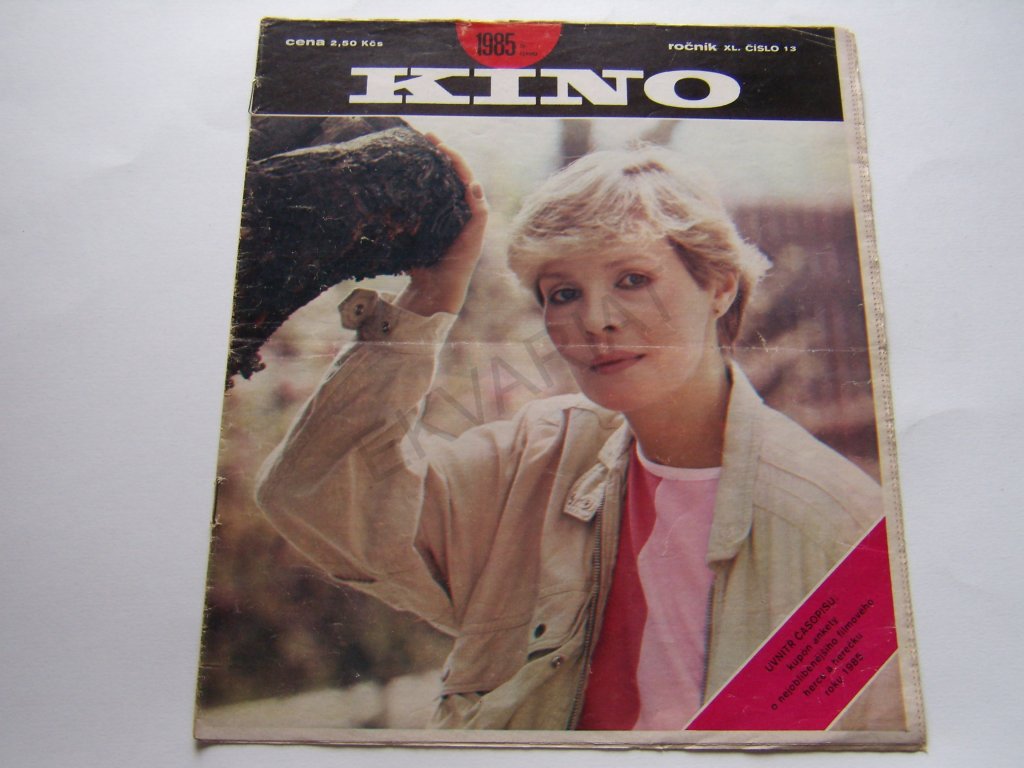 cena 2,50 Kčs
1985
ročník XL. ČÍSLO 13
KINO
EKVARIAT
UVNITŘ ČASOPISU:
kupón ankety
o nejoblíbenějšího filmového
herce a herečku
roku 1985